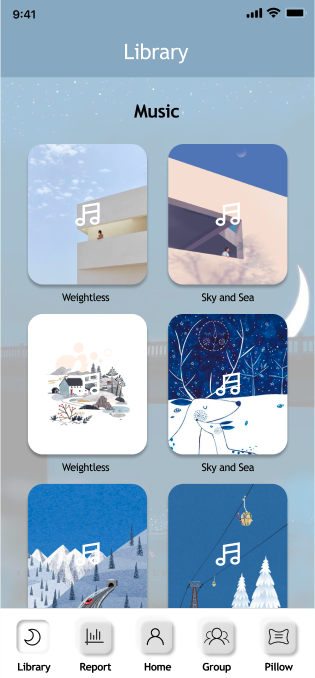 9:41
Library
Music
Weightless
Sky and Sea
Weightless
Sky and Sea
Library
Report
Home
Group
Pillow